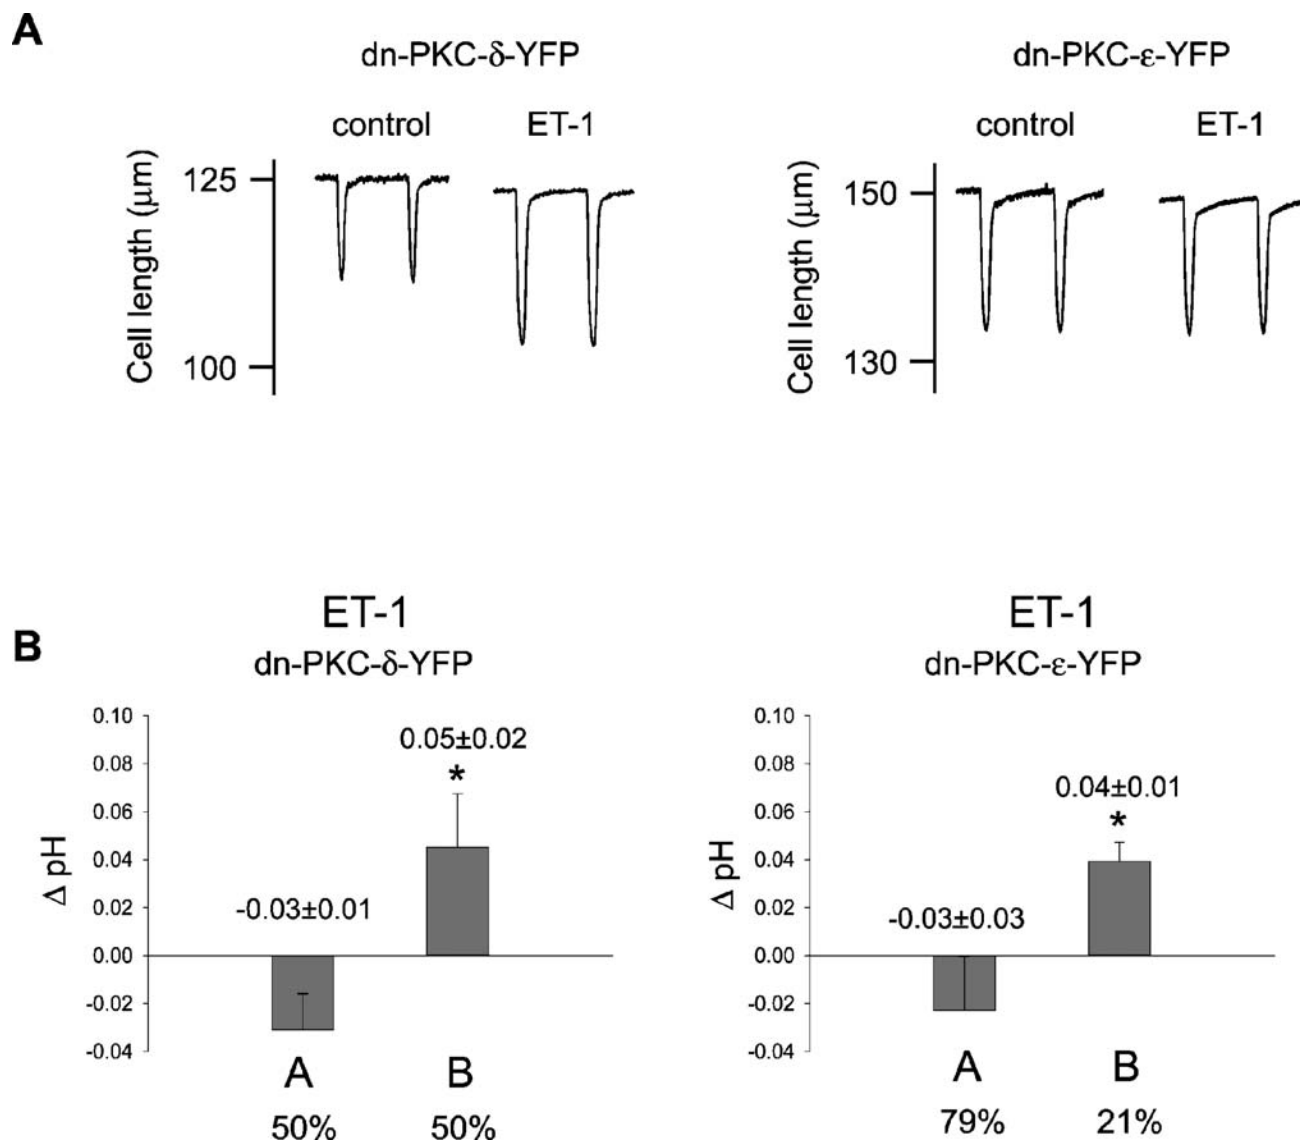 A
dn-PKC-δ-YFP
control
ET-1
Cell length (μm)
125
100
dn-PKC-ε-YFP
control
ET-1
Cell length (μm)
150
130
B
ET-1
dn-PKC-δ-YFP
Δ pH
0.10
0.08
0.06
0.04
0.02
0.00
-0.02
-0.04
-0.03±0.01
0.05±0.02
*
A
B
50%
50%
ET-1
dn-PKC-ε-YFP
Δ pH
0.10
0.08
0.06
0.04
0.02
0.00
-0.02
-0.04
-0.03±0.03
0.04±0.01
*
A
B
79%
21%